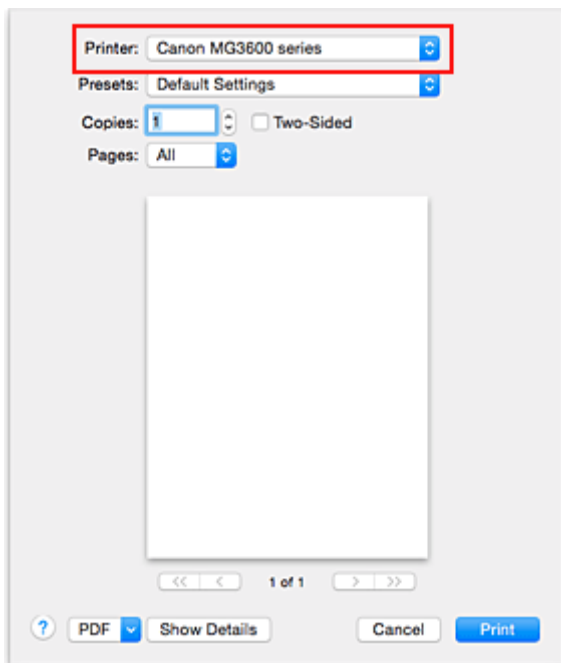 Printer: Canon MG3600 series
Presets: Default Settings
Copies: 1 Two-Sided
Pages: All
<< < 1 of 1 > >>
? PDF Show Details Cancel Print